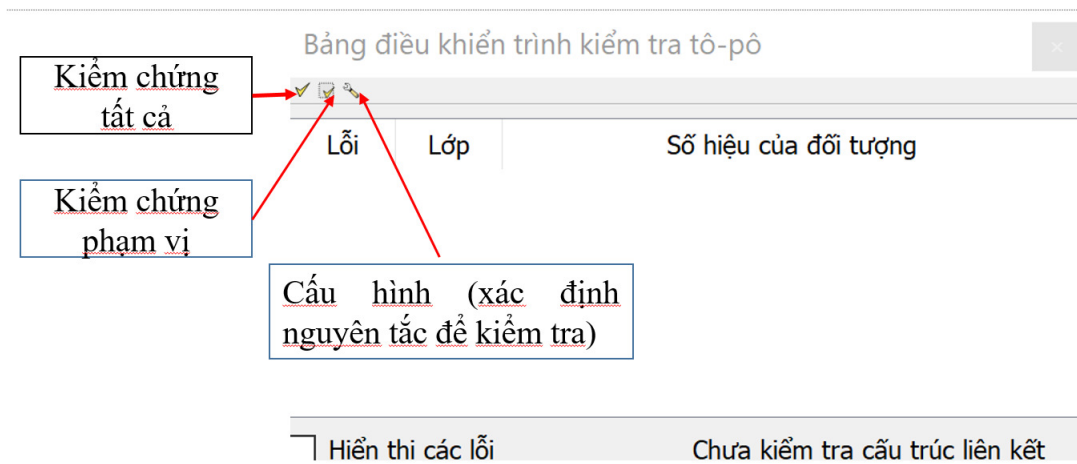 Bảng điều khiển trình kiểm tra tô-pô
Kiểm chứng
tất cả
Lỗi Lớp Số hiệu của đối tượng
Kiểm chứng
phạm vị
Cấu hình (xác định
nguyên tắc để kiểm tra)
Hiển thi các lỗi Chưa kiểm tra cấu trúc liên kết